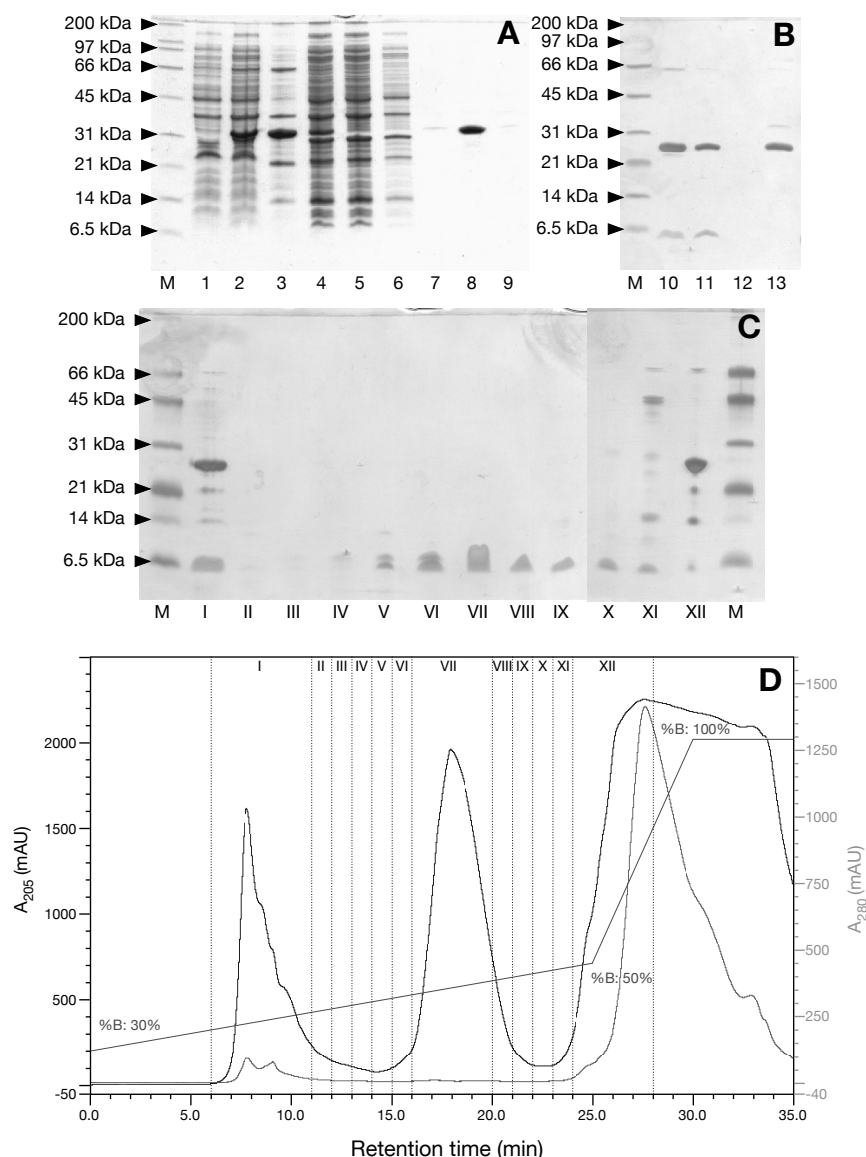 A
200 kDa
97 kDa
66 kDa
45 kDa
31 kDa
21 kDa
14 kDa
6.5 kDa
M 1 2 3 4 5 6 7 8 9
B
200 kDa
97 kDa
66 kDa
45 kDa
31 kDa
21 kDa
14 kDa
6.5 kDa
M 10 11 12 13
C
200 kDa
66 kDa
45 kDa
31 kDa
21 kDa
14 kDa
6.5 kDa
M I II III IV V VI VII VIII IX X XI XII M
D
I II III IV V VI VII VIII IX X XI XII
2000
1500
1000
500
-50
A205 (mAU)
1500
1250
1000
750
500
250
-40
A280 (mAU)
%B: 100%
%B: 50%
%B: 30%
0.0 5.0 10.0 15.0 20.0 25.0 30.0 35.0
Retention time (min)